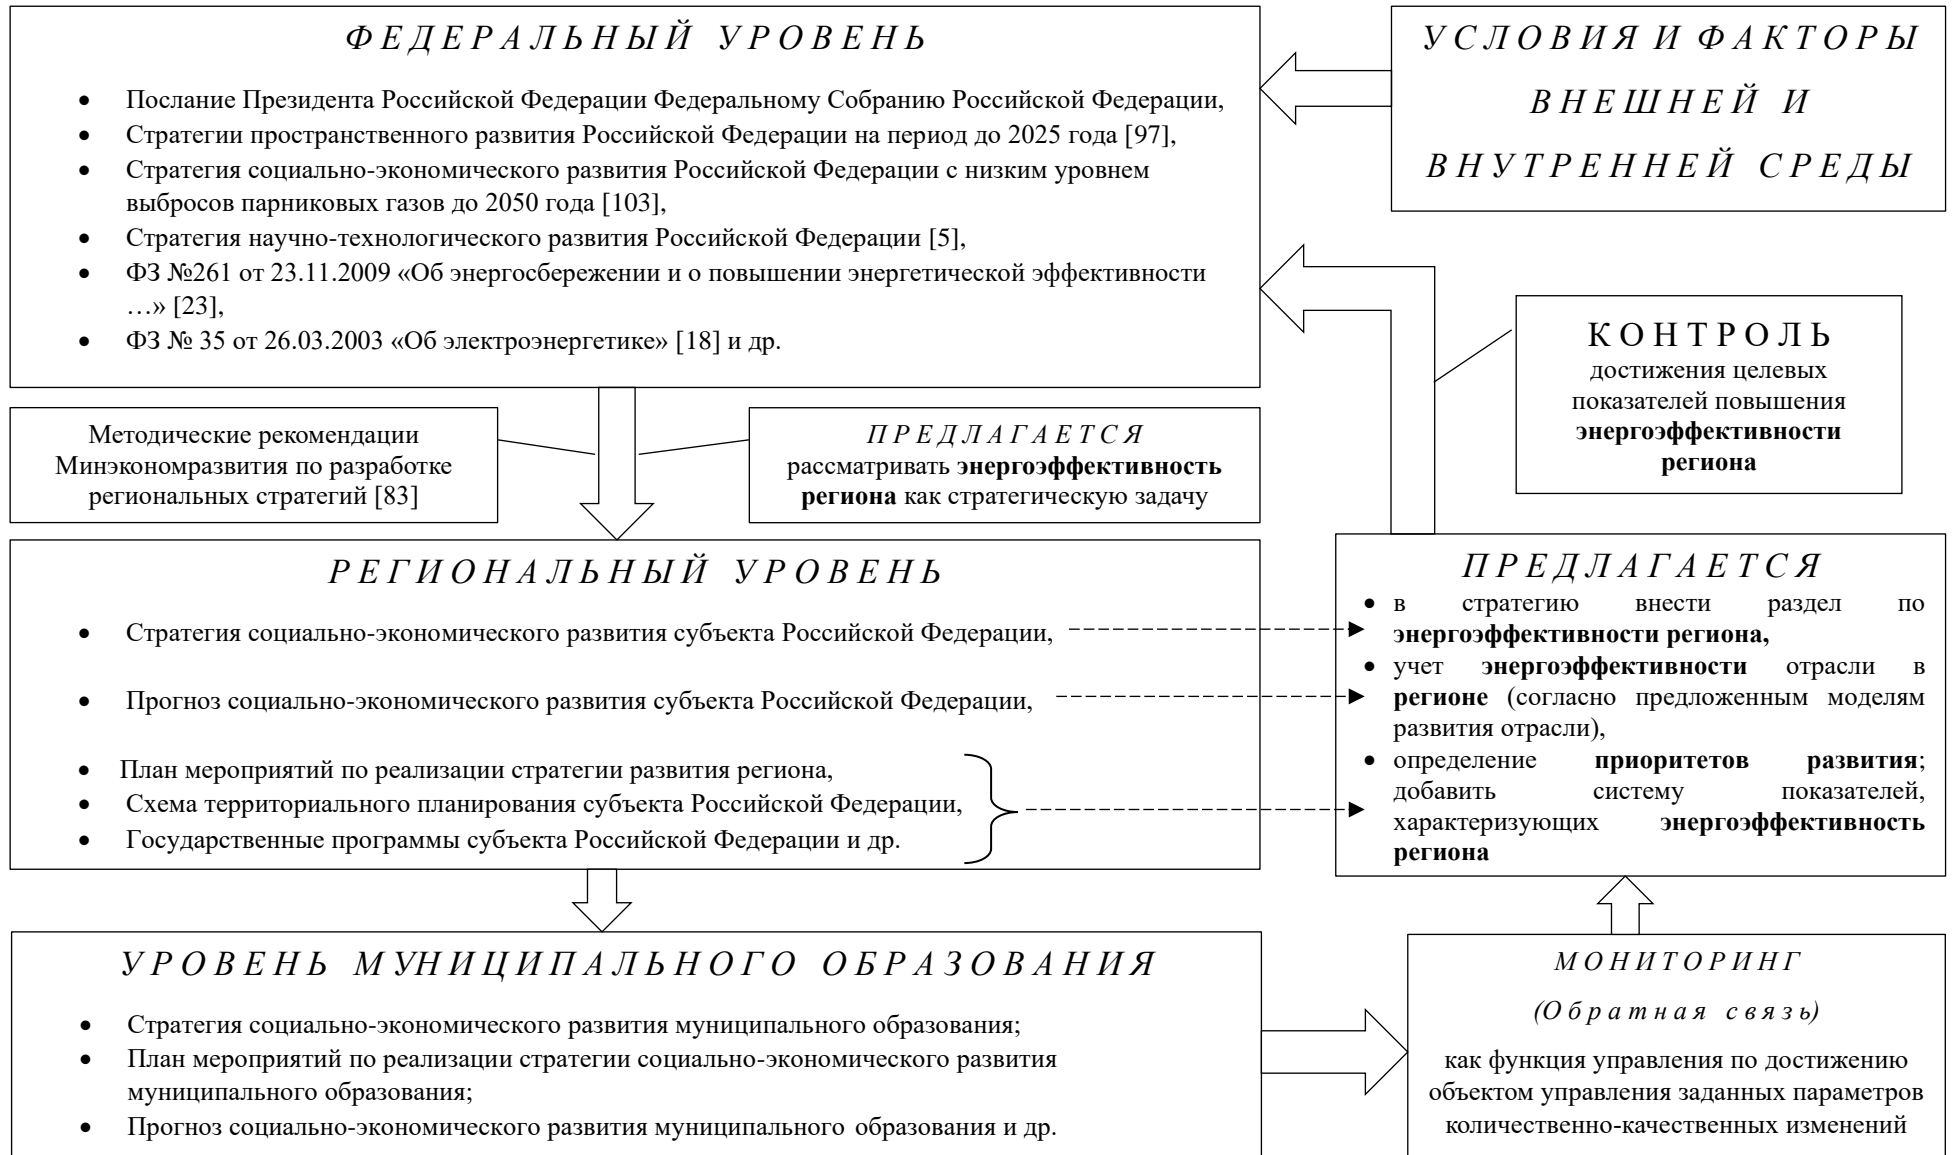 ФЕДЕРАЛЬНЫЙ УРОВЕНЬ
• Послание Президента Российской Федерации Федеральному Собранию Российской Федерации,
• Стратегии пространственного развития Российской Федерации на период до 2025 года [97],
• Стратегия социально-экономического развития Российской Федерации с низким уровнем
выбросов парниковых газов до 2050 года [103],
• Стратегия научно-технологического развития Российской Федерации [5],
• ФЗ №261 от 23.11.2009 «Об энергосбережении и о повышении энергетической эффективности
…» [23],
• ФЗ № 35 от 26.03.2003 «Об электроэнергетике» [18] и др.
УСЛОВИЯ И ФАКТОРЫ
ВНЕШНЕЙ И
ВНУТРЕННЕЙ СРЕДЫ
КОНТРОЛЬ
достижения целевых
показателей повышения
энергоэффективности
региона
Методические рекомендации
Минэкономразвития по разработке
региональных стратегий [83]
ПРЕДЛАГАЕТСЯ
рассматривать энергоэффективность
региона как стратегическую задачу
РЕГИОНАЛЬНЫЙ УРОВЕНЬ
• Стратегия социально-экономического развития субъекта Российской Федерации,
• Прогноз социально-экономического развития субъекта Российской Федерации,
• План мероприятий по реализации стратегии развития региона,
• Схема территориального планирования субъекта Российской Федерации,
• Государственные программы субъекта Российской Федерации и др.
ПРЕДЛАГАЕТСЯ
• в стратегию внести раздел по
энергоэффективности региона,
• учет энергоэффективности отрасли в
регионе (согласно предложенным моделям
развития отрасли),
• определение приоритетов развития;
добавить систему показателей,
характеризующих энергоэффективность
региона
УРОВЕНЬ МУНИЦИПАЛЬНОГО ОБРАЗОВАНИЯ
• Стратегия социально-экономического развития муниципального образования;
• План мероприятий по реализации стратегии социально-экономического развития
муниципального образования;
• Прогноз социально-экономического развития муниципального образования и др.
МОНИТОРИНГ
(Обратная связь)
как функция управления по достижению
объектом управления заданных параметров
количественно-качественных изменений